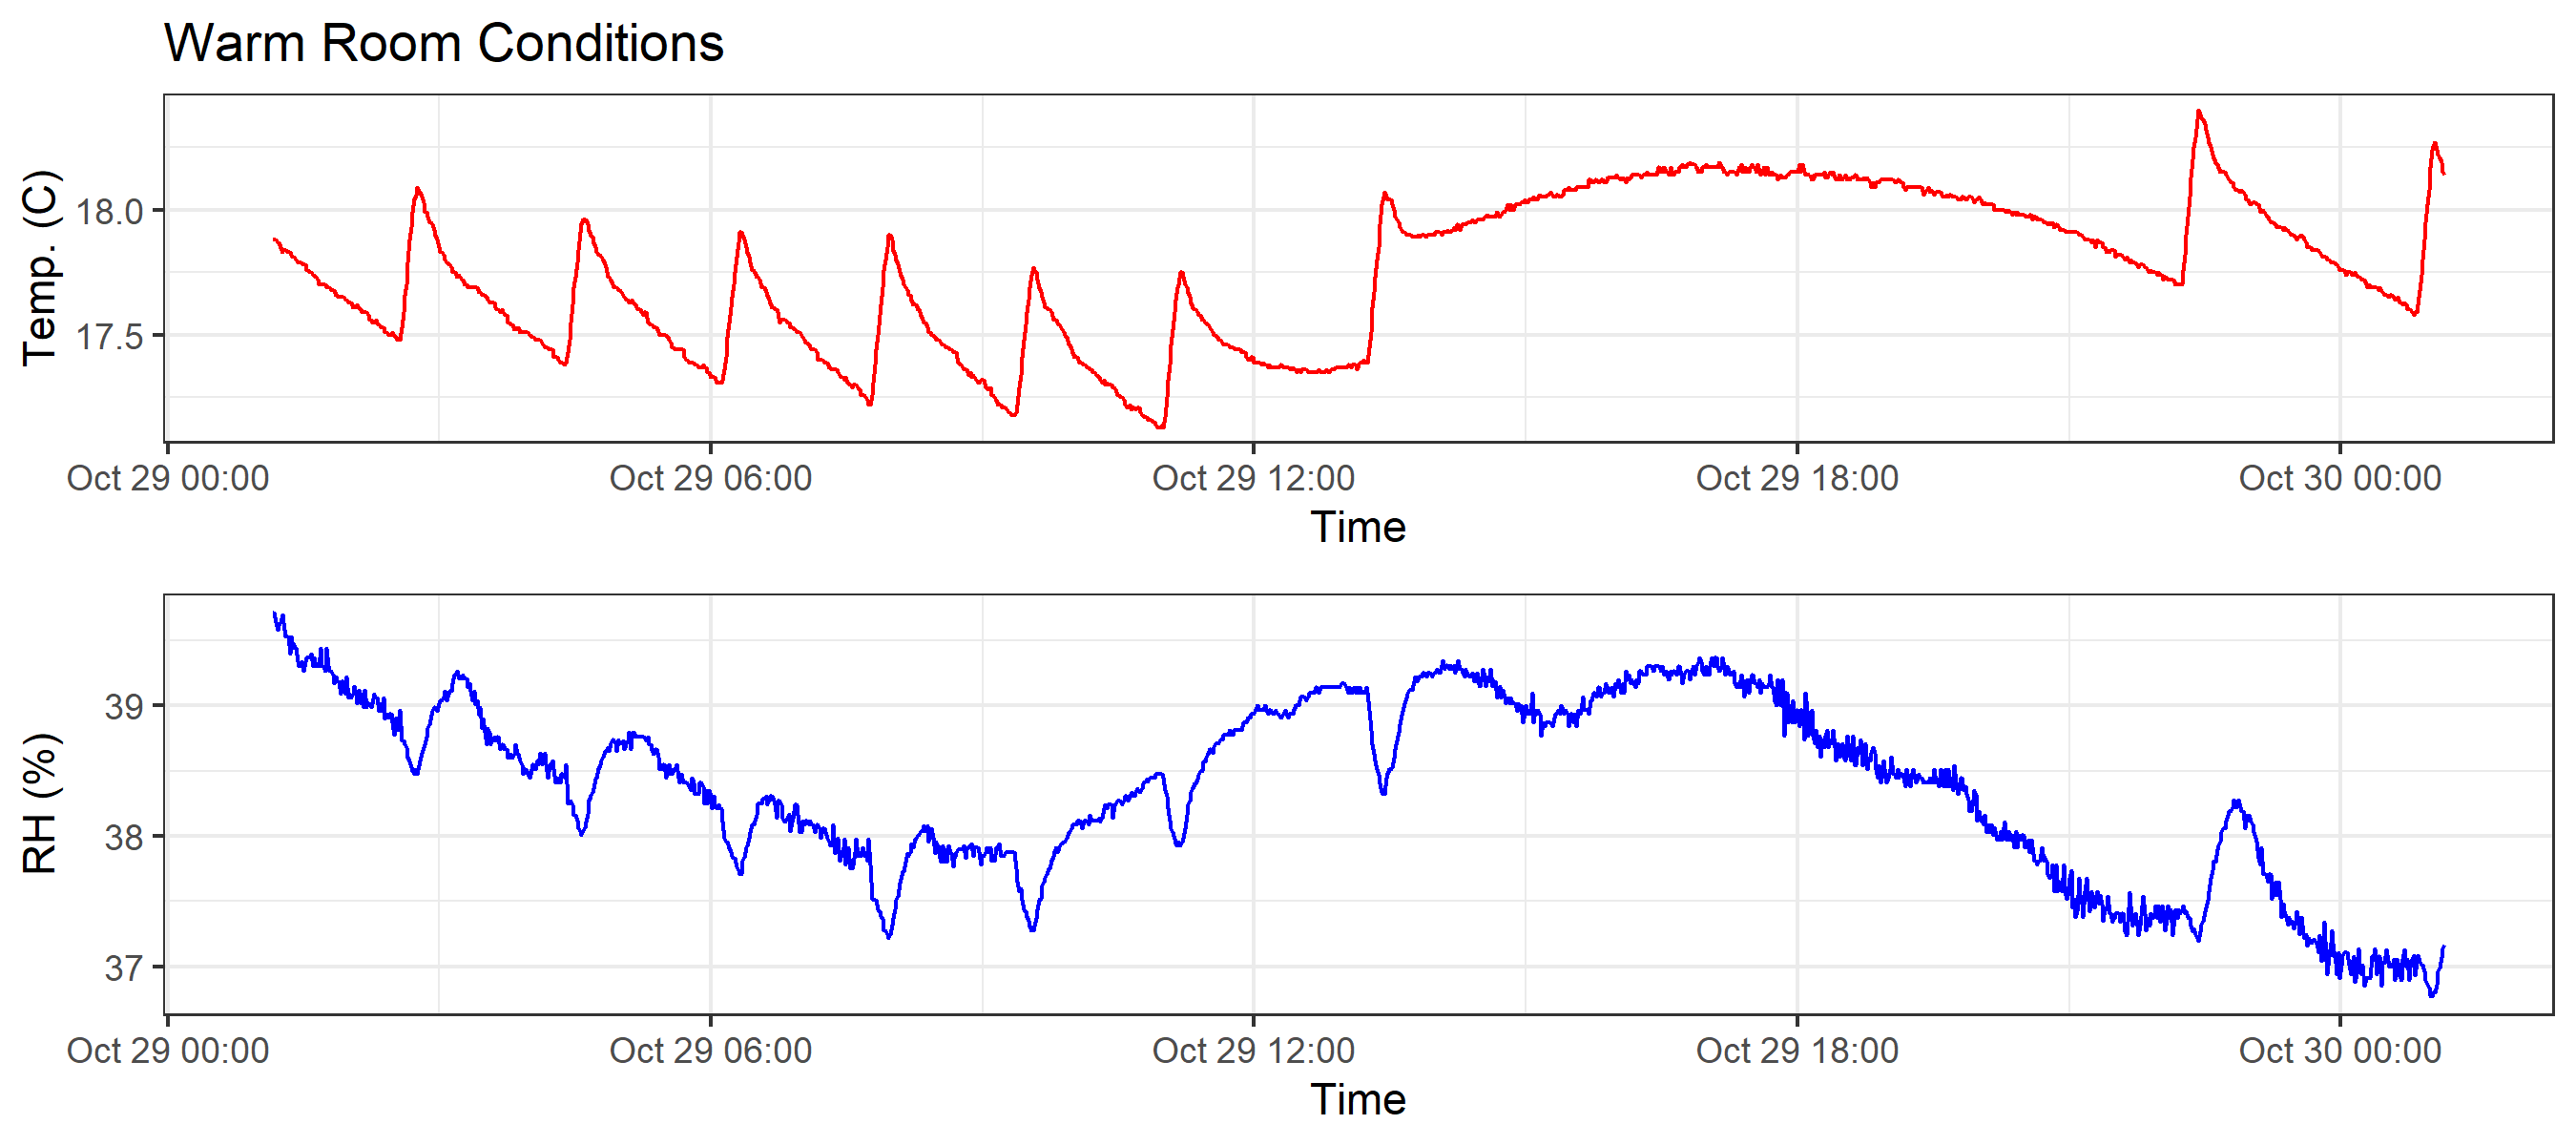 Warm Room Conditions
Temp. (C)
18.0
17.5
Oct 29 00:00 Oct 29 06:00 Oct 29 12:00 Oct 29 18:00 Oct 30 00:00
Time
RH (%)
39
38
37
Oct 29 00:00 Oct 29 06:00 Oct 29 12:00 Oct 29 18:00 Oct 30 00:00
Time